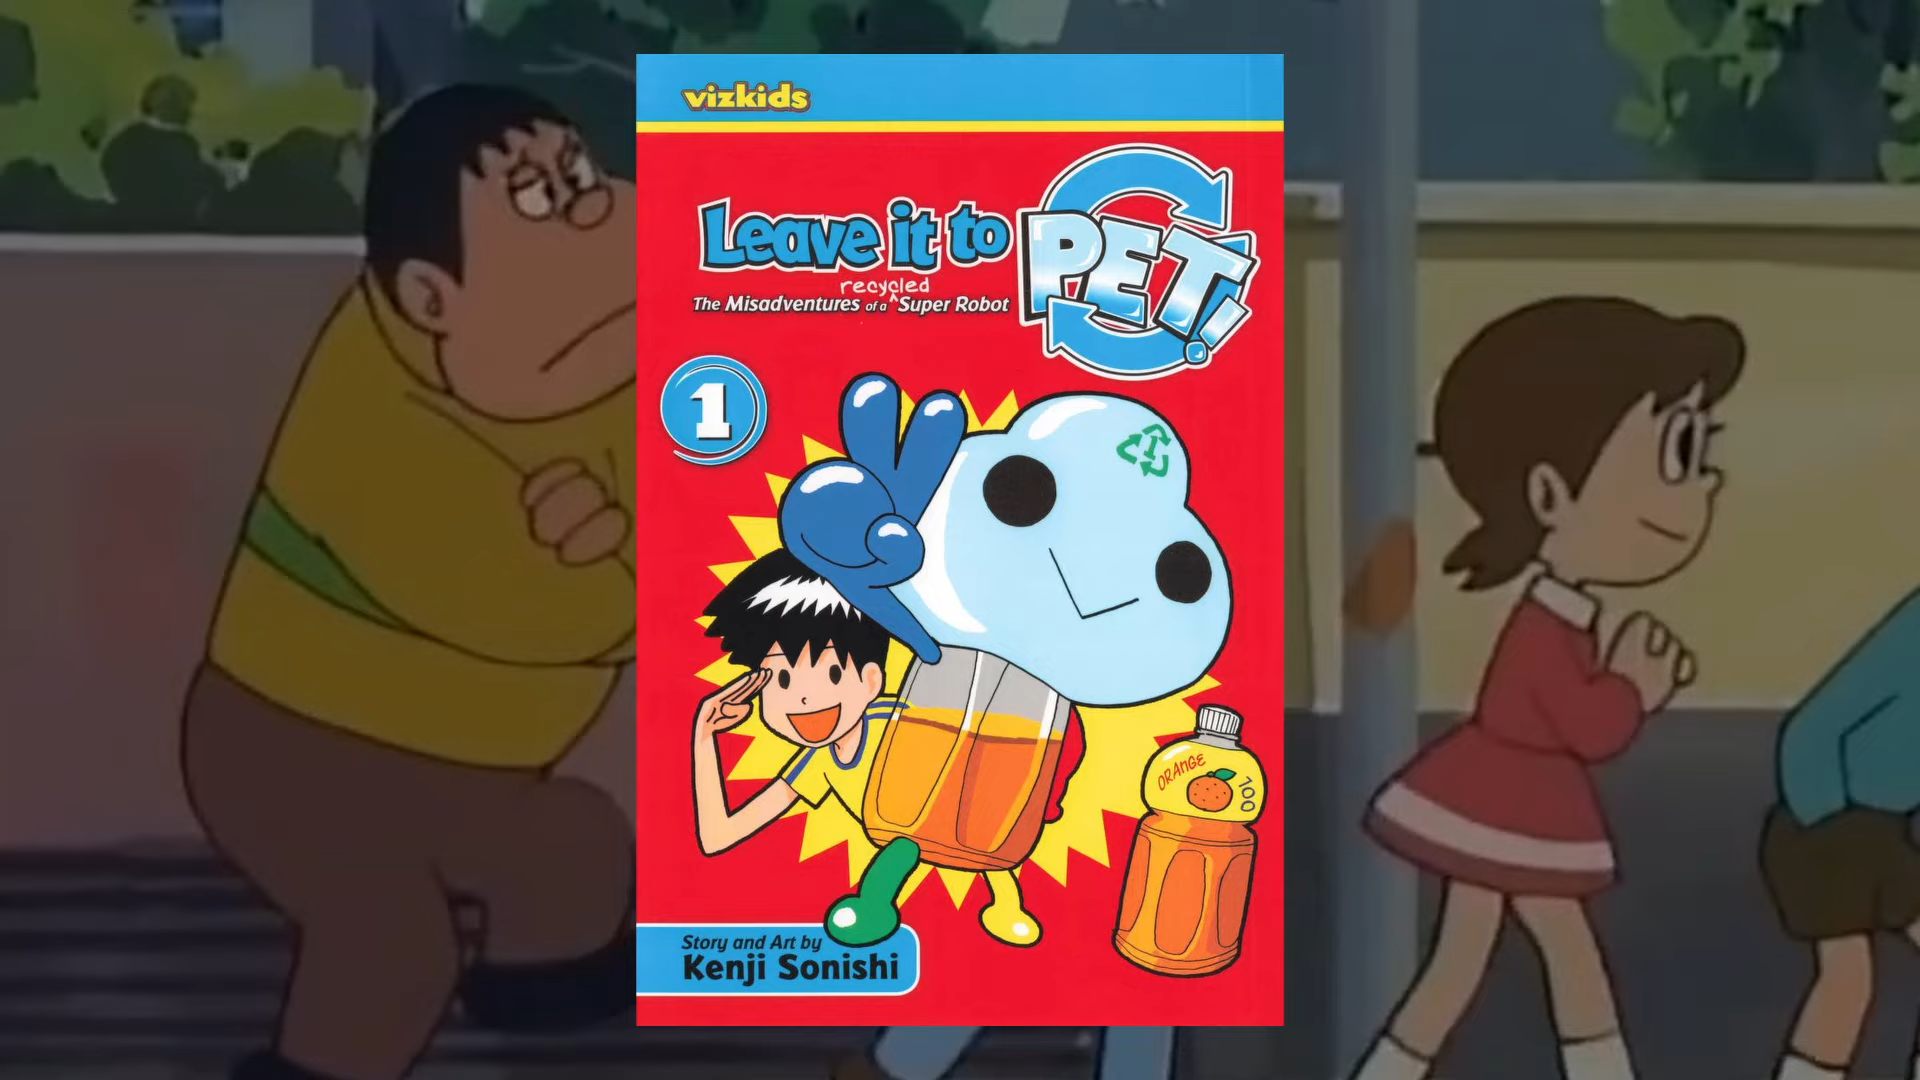 vizkids
Leave it to PET!
recycled
The Misadventures of a ^ Super Robot
1
1
ORANGE
100
Story and Art by
Kenji Sonishi